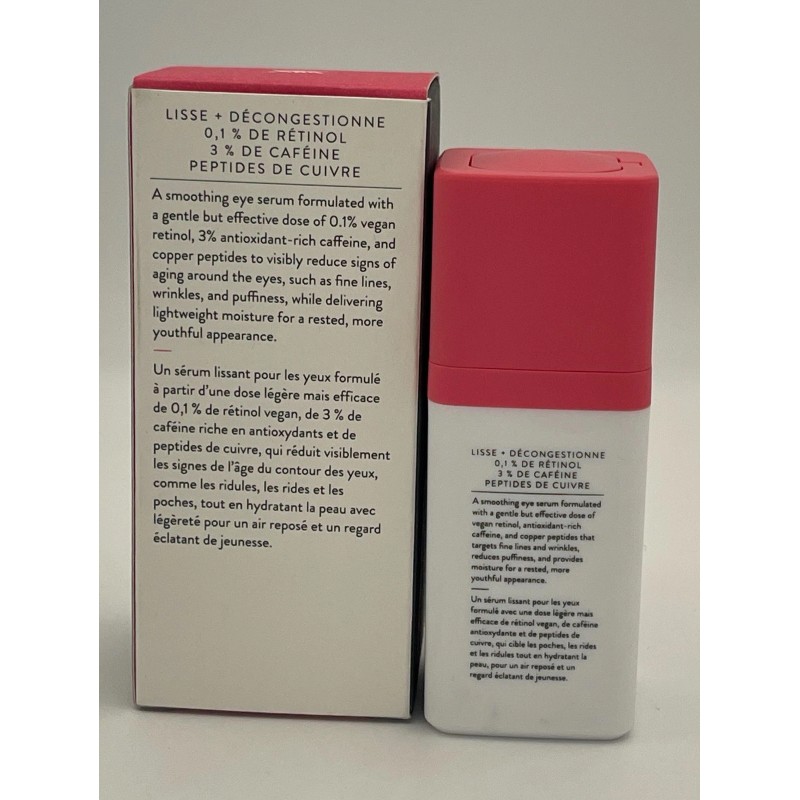 LISSE + DÉCONGESTIONNE
0,1 % DE RÉTINOL
3 % DE CAFÉINE
PEPTIDES DE CUIVRE
A smoothing eye serum formulated with
a gentle but effective dose of 0.1% vegan
retinol, 3% antioxidant-rich caffeine, and
copper peptides to visibly reduce signs of
aging around the eyes, such as fine lines,
wrinkles, and puffiness, while delivering
lightweight moisture for a rested, more
youthful appearance.
Un sérum lissant pour les yeux formulé
à partir d'une dose légère mais efficace
de 0,1 % de rétinol vegan, de 3 % de
caféine riche en antioxydants et de
peptides de cuivre, qui réduit visiblement
les signes de l'âge du contour des yeux,
comme les ridules, les rides et les
poches, tout en hydratant la peau avec
légèreté pour un air reposé et un regard
éclatant de jeunesse.
LISSE + DÉCONGESTIONNE
0,1 % DE RÉTINOL
3 % DE CAFÉINE
PEPTIDES DE CUIVRE
A smoothing eye serum formulated
with a gentle but effective dose of
vegan retinol, antioxidant-rich
caffeine, and copper peptides that
targets fine lines and wrinkles,
reduces puffiness, and provides
moisture for a rested, more
youthful appearance.
Un sérum lissant pour les yeux
formulé avec une dose légère mais
efficace de rétinol vegan, de caféine
antioxydante et de peptides de
cuivre, qui cible les poches, les rides
et les ridules tout en hydratant la
peau, pour un air reposé et un
regard éclatant de jeunesse.